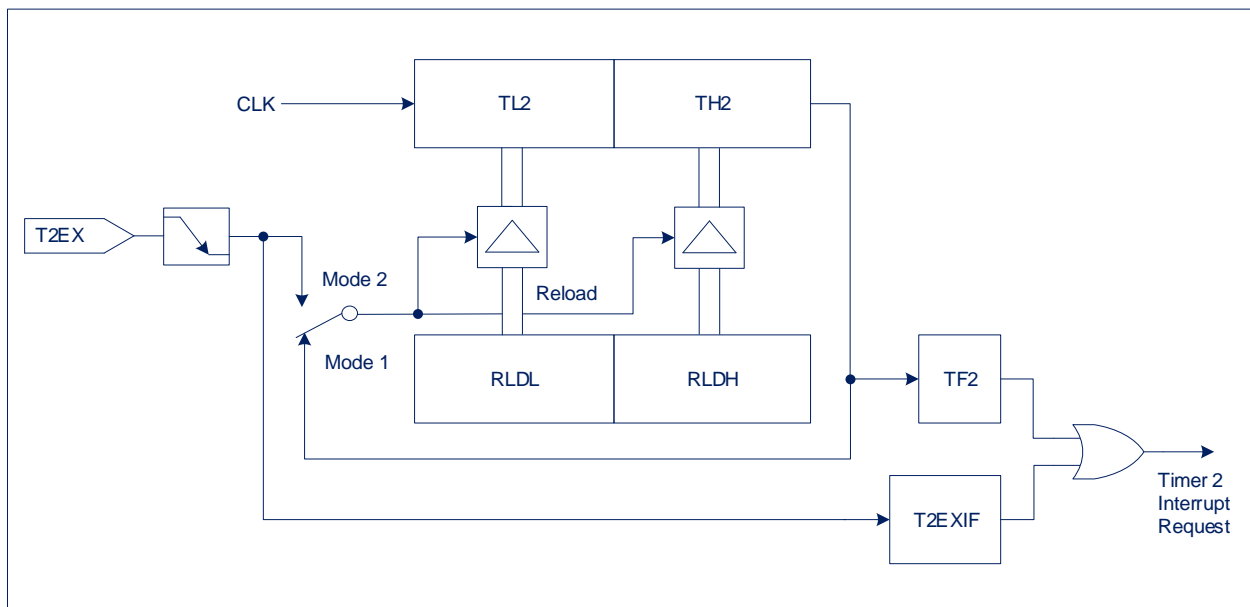 TL2
TH2
CLK
T2EX
Mode 2
Reload
Mode 1
RLDL
RLDH
TF2
T2EXIF
Timer 2
Interrupt
Request